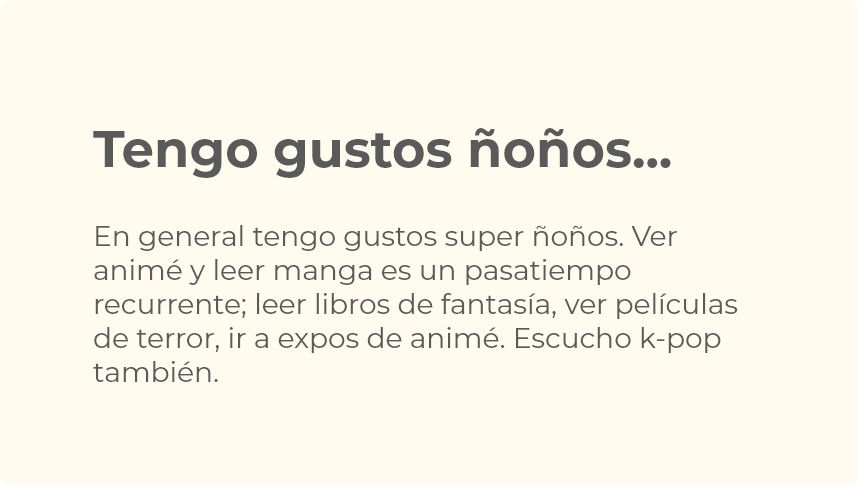 Tengo gustos ñoños...
En general tengo gustos super ñoños. Ver
animé y leer manga es un pasatiempo
recurrente; leer libros de fantasía, ver películas
de terror, ir a expos de animé. Escucho k-pop
también.